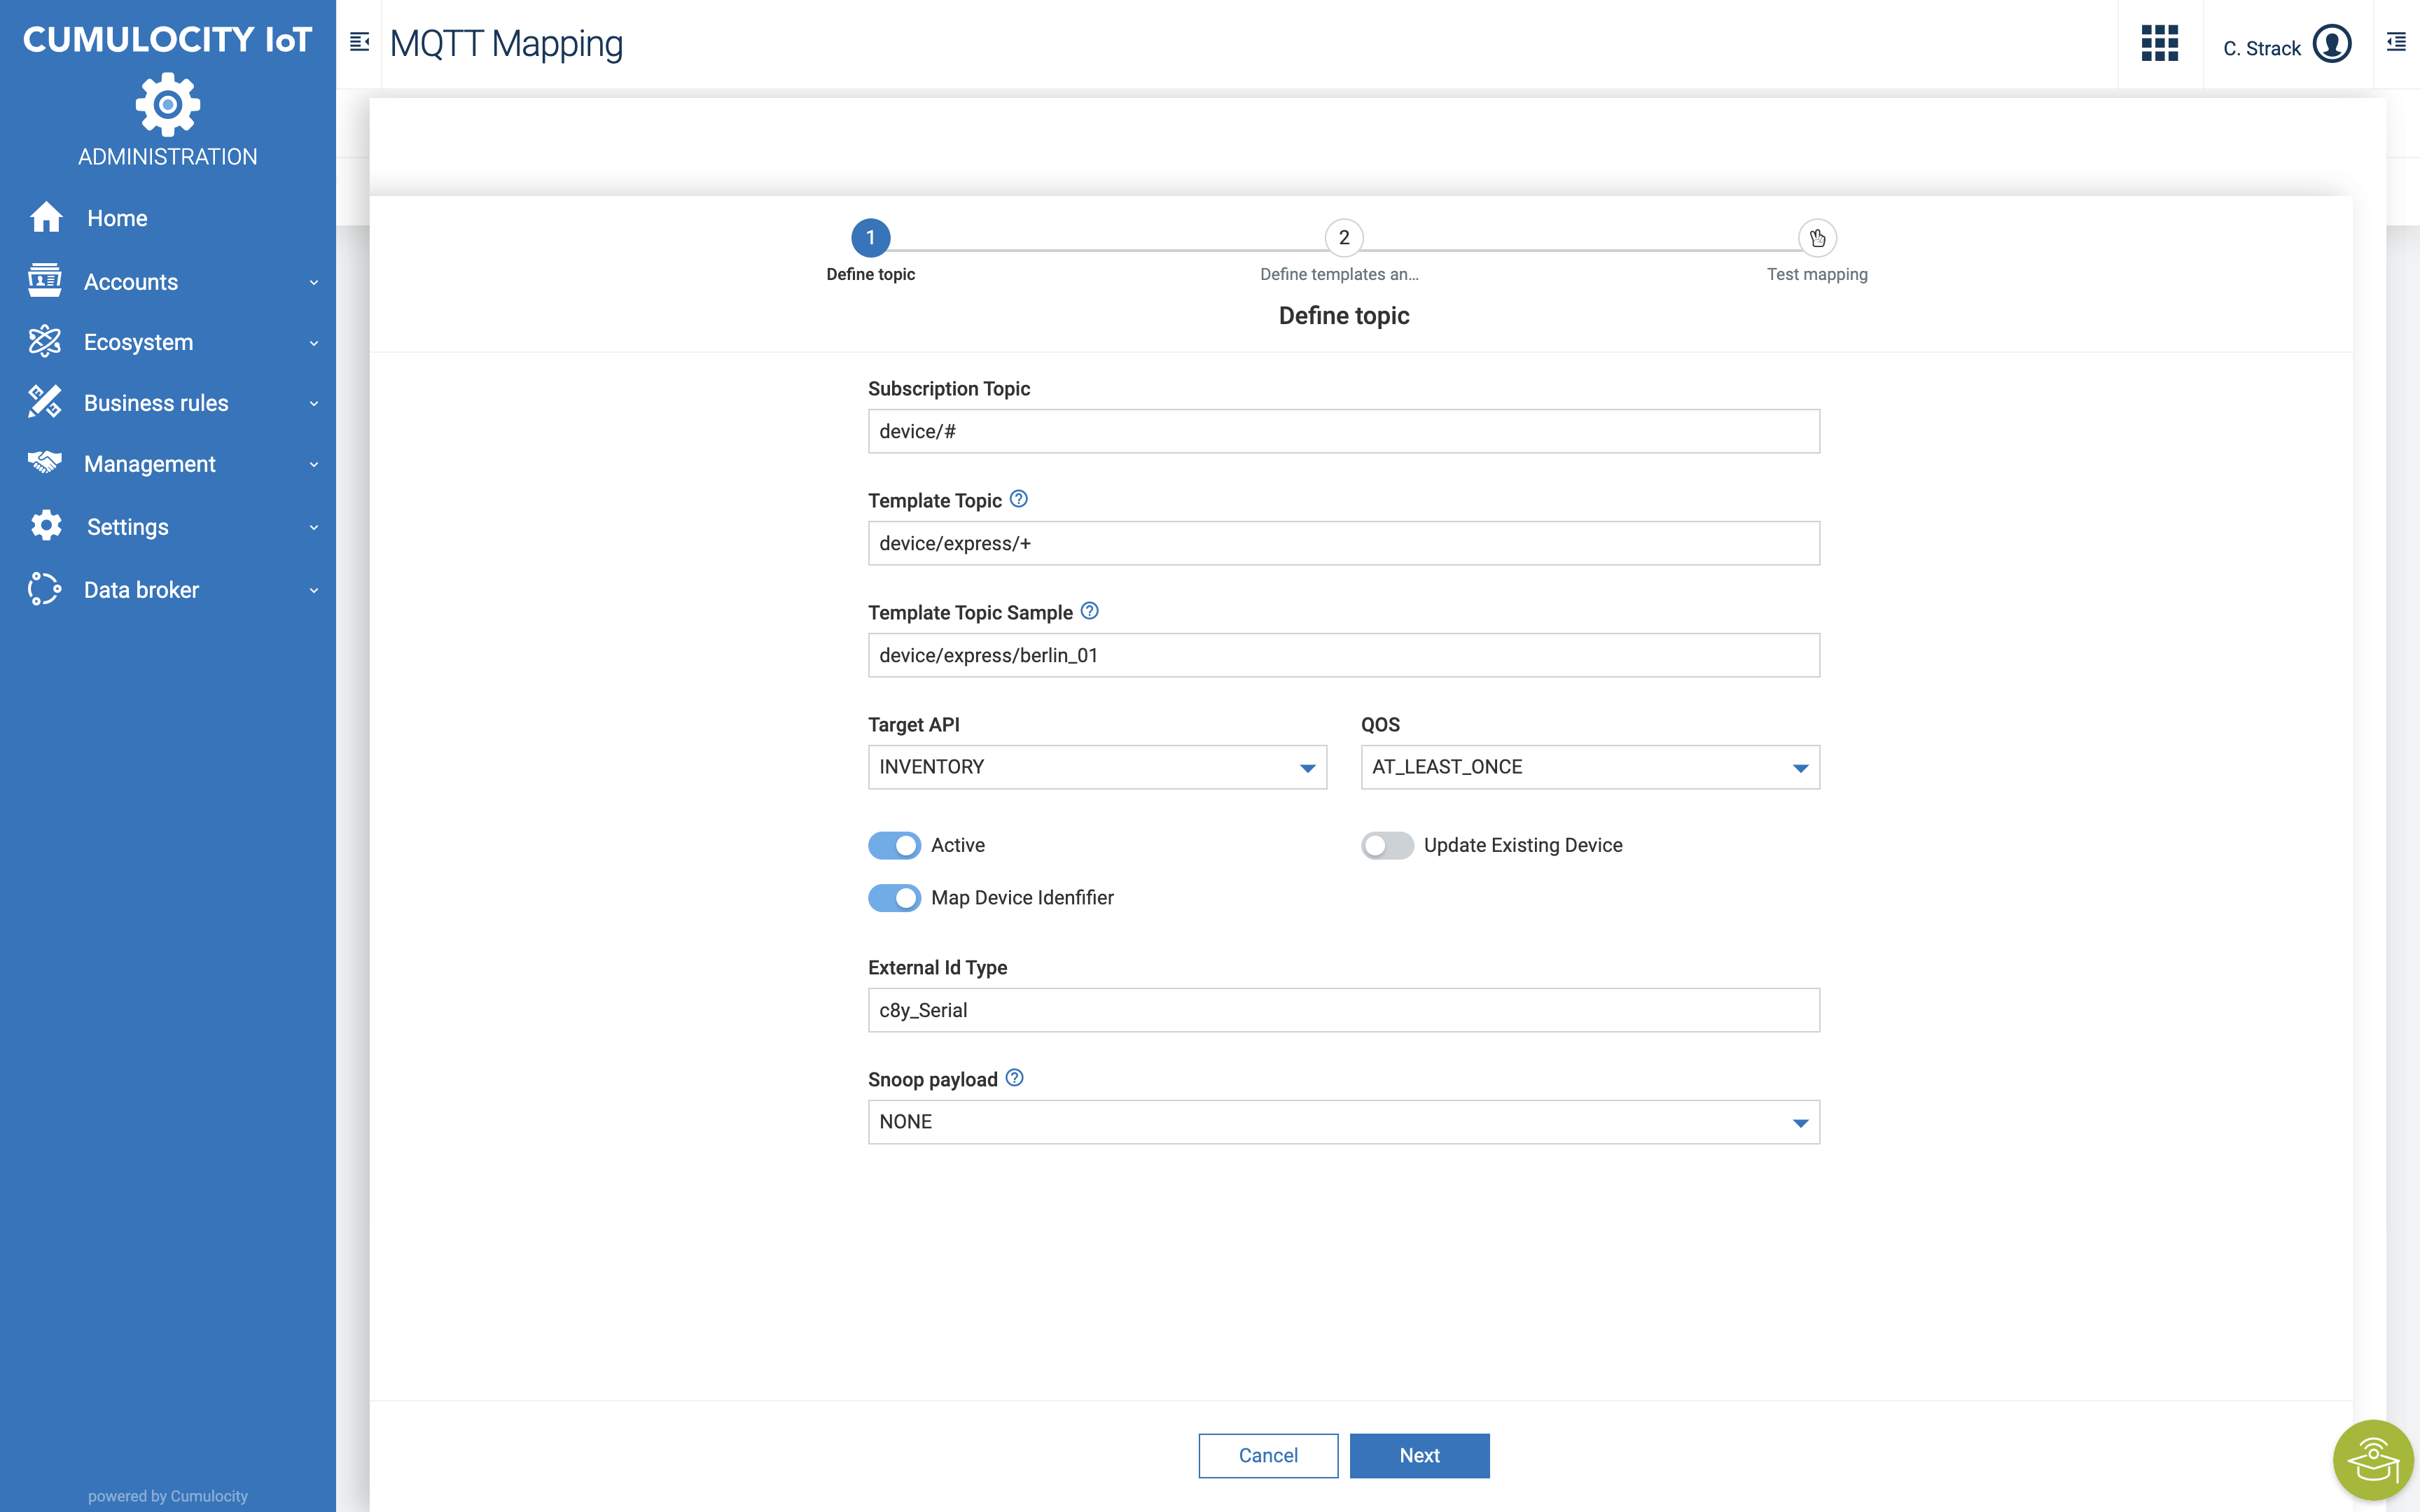 CUMULOCITY IoT
ADMINISTRATION
Home
Accounts
Ecosystem
Business rules
Management
Settings
Data broker
powered by Cumulocity
MQTT Mapping
C. Strack
1
2
Define topic
Define templates an...
Test mapping
Define topic
Subscription Topic
device/#
Template Topic
device/express/+
Template Topic Sample
device/express/berlin_01
Target API
QOS
INVENTORY
AT_LEAST_ONCE
Active
Update Existing Device
Map Device Idenfifier
External Id Type
c8y_Serial
Snoop payload
NONE
Cancel
Next